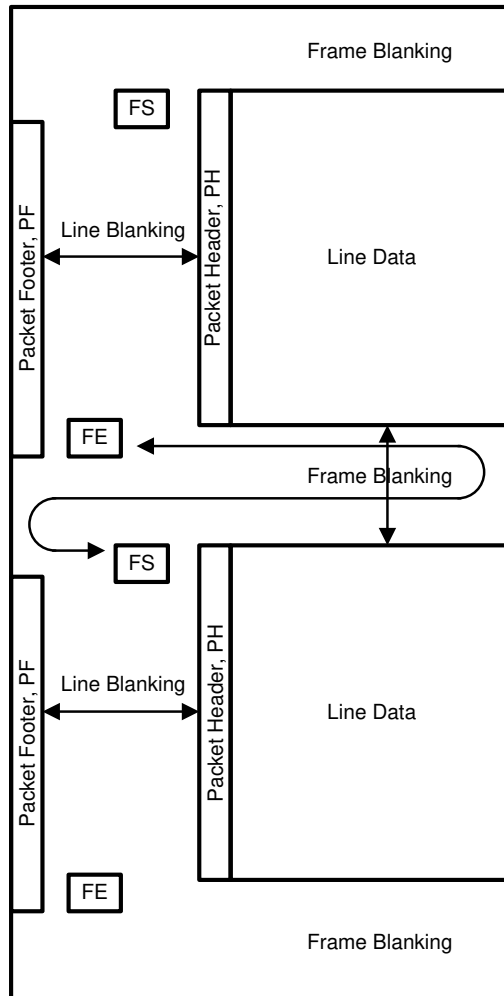 Frame Blanking
FS
Packet Footer, PF
Line Blanking
Packet Header, PH
Line Data
FE
Frame Blanking
FS
Packet Footer, PF
Line Blanking
Packet Header, PH
Line Data
FE
Frame Blanking